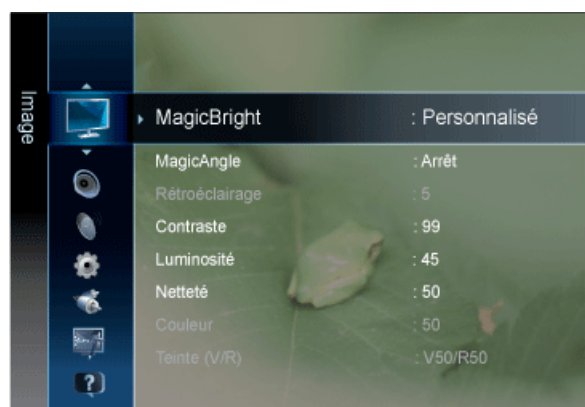 Image
MagicBright : Personnalisé
MagicAngle : Arrêt
Rétroéclairage : 5
Contraste : 99
Luminosité : 45
Netteté : 50
Couleur : 50
Teinte (V/R) : V50/R50
?